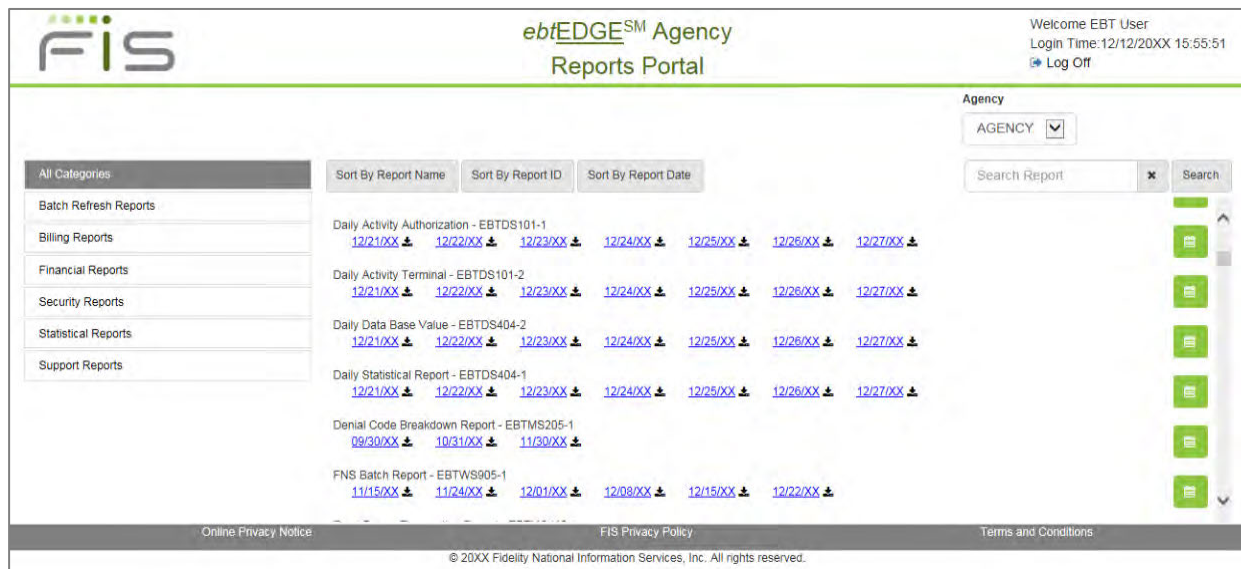 FIS
ebtEDGE℠ Agency
Reports Portal
Welcome EBT User
Login Time:12/12/20XX 15:55:51
Log Off
Agency
AGENCY
All Categories
Batch Refresh Reports
Billing Reports
Financial Reports
Security Reports
Statistical Reports
Support Reports
Sort By Report Name Sort By Report ID Sort By Report Date
Search Report Search
Daily Activity Authorization - EBTDS101-1
12/21/XX 12/22/XX 12/23/XX 12/24/XX 12/25/XX 12/26/XX 12/27/XX
Daily Activity Terminal - EBTDS101-2
12/21/XX 12/22/XX 12/23/XX 12/24/XX 12/25/XX 12/26/XX 12/27/XX
Daily Data Base Value - EBTDS404-2
12/21/XX 12/22/XX 12/23/XX 12/24/XX 12/25/XX 12/26/XX 12/27/XX
Daily Statistical Report - EBTDS404-1
12/21/XX 12/22/XX 12/23/XX 12/24/XX 12/25/XX 12/26/XX 12/27/XX
Denial Code Breakdown Report - EBTMS205-1
09/30/XX 10/31/XX 11/30/XX
FNS Batch Report - EBTWS905-1
11/15/XX 11/24/XX 12/01/XX 12/08/XX 12/15/XX 12/22/XX
Online Privacy Notice FIS Privacy Policy Terms and Conditions
© 20XX Fidelity National Information Services, Inc. All rights reserved.